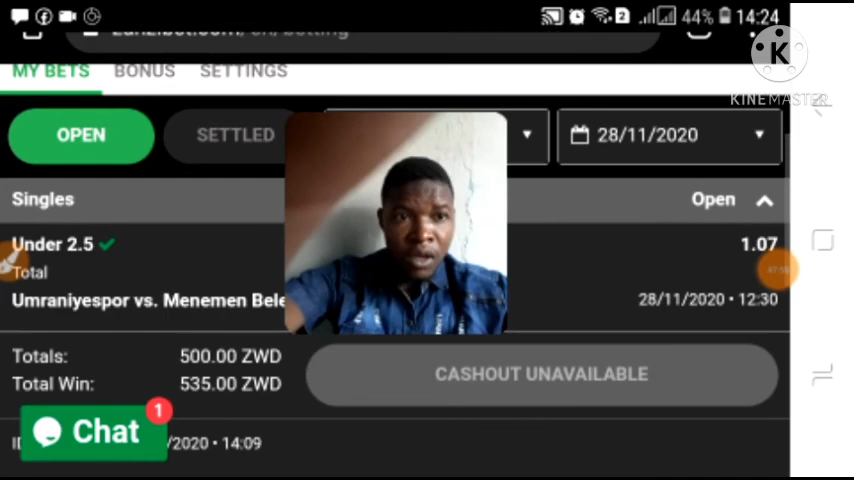 2 44% 14:24
K
KINEMASTER
MY BETS BONUS SETTINGS
OPEN SETTLED 28/11/2020
Singles Open
Under 2.5 1.07
Total
Umraniyespor vs. Menemen Bele 28/11/2020 • 12:30
Totals: 500.00 ZWD CASHOUT UNAVAILABLE
Total Win: 535.00 ZWD
Chat 1
/2020 • 14:09